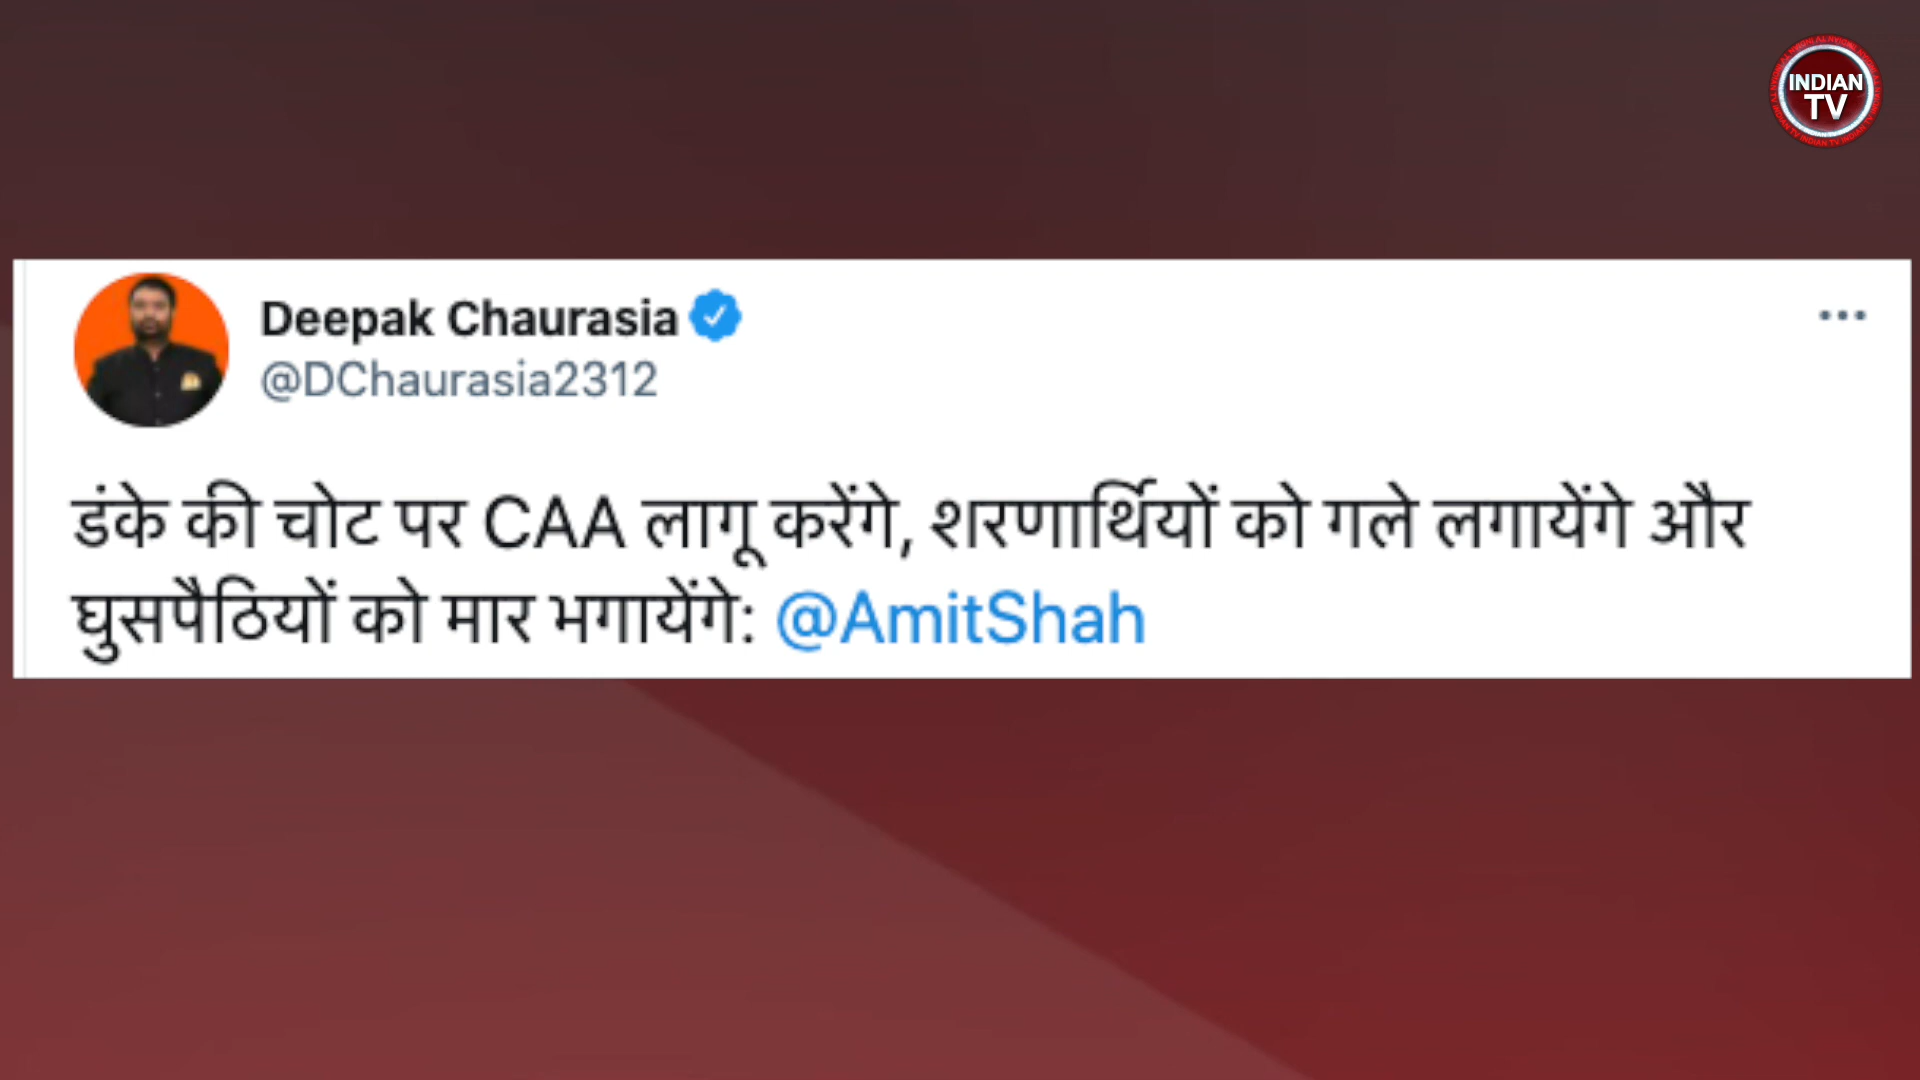 INDIAN
TV
Deepak Chaurasia
@DChaurasia2312
डंके की चोट पर CAA लागू करेंगे, शरणार्थियों को गले लगायेंगे और
घुसपैठियों को मार भगायेंगे: @AmitShah